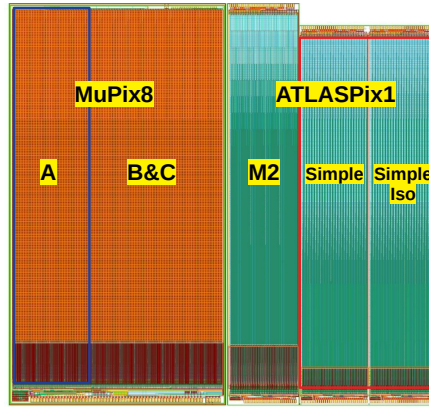 MuPix8
ATLASPix1
A
B&C
M2
Simple
Simple
Iso